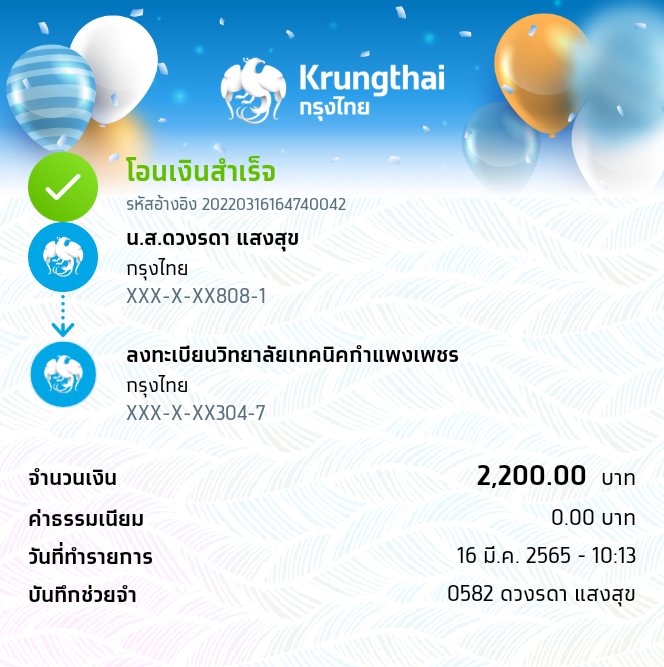 Krungthai
กรุงไทย
โอนเงินสำเร็จ
รหัสอ้างอิง 20220316164740042
น.ส.ดวงรดา แสงสุข
กรุงไทย
XXX-X-XX808-1
ลงทะเบียนวิทยาลัยเทคนิคกำแพงเพชร
กรุงไทย
XXX-X-XX304-7
จำนวนเงิน 2,200.00 บาท
ค่าธรรมเนียม 0.00 บาท
วันที่ทำรายการ 16 มี.ค. 2565 - 10:13
บันทึกช่วยจำ 0582 ดวงรดา แสงสุข